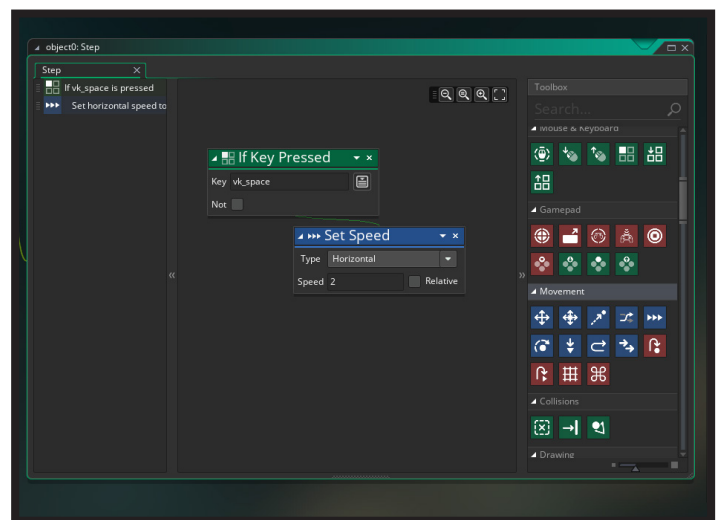 object0: Step
Step
If vk_space is pressed
Set horizontal speed to
If Key Pressed
Key vk_space
Not
Set Speed
Type Horizontal
Speed 2 Relative
Toolbox
Search...
Mouse & Keyboard
Gamepad
Movement
Collisions
Drawing